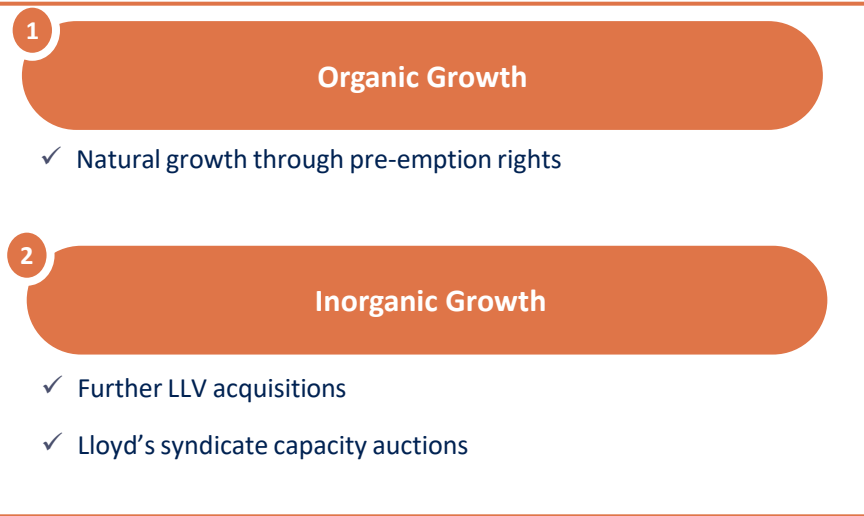 1
Organic Growth
✓ Natural growth through pre-emption rights
2
Inorganic Growth
✓ Further LLV acquisitions
✓ Lloyd’s syndicate capacity auctions